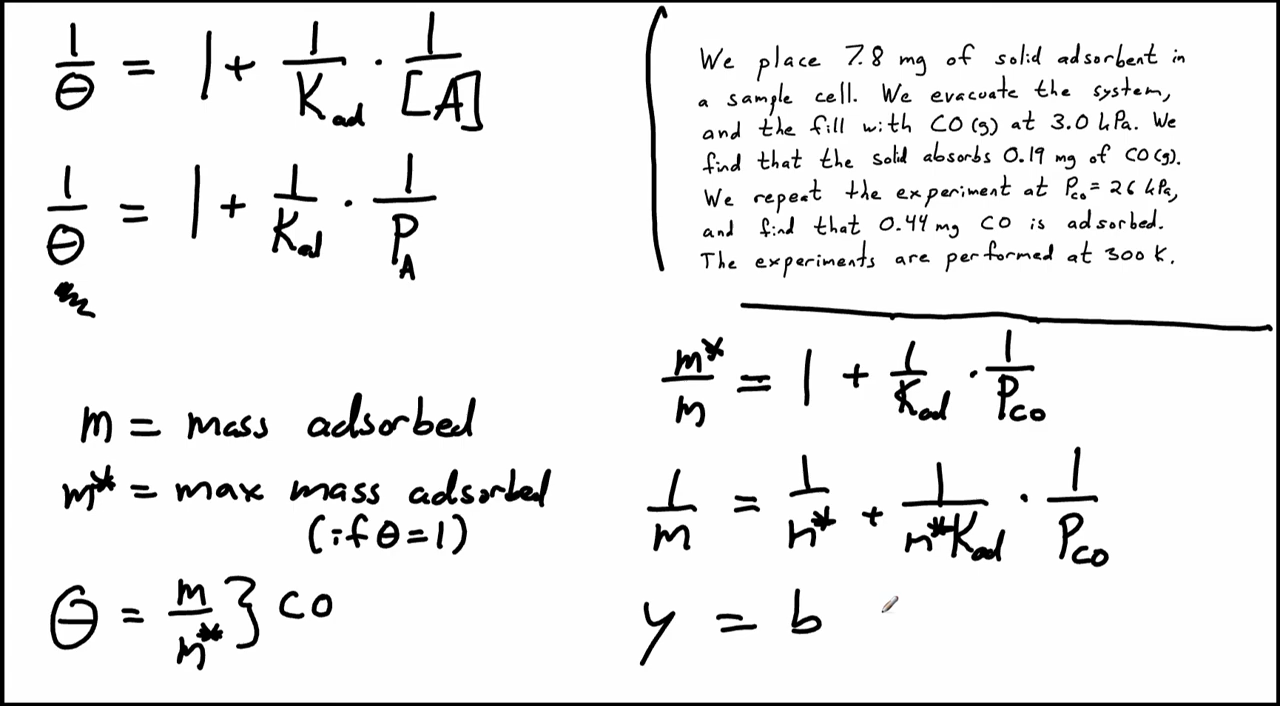 1/θ = 1 + 1/K_ad · 1/[A]
1/θ = 1 + 1/K_ad · 1/P_A
m = mass adsorbed
m* = max mass adsorbed
(if θ=1)
θ = m/m* } CO
We place 7.8 mg of solid adsorbent in
a sample cell. We evacuate the system,
and the fill with CO(g) at 3.0 kPa. We
find that the solid absorbs 0.19 mg of CO(g).
We repeat the experiment at P_CO = 26 kPa,
and find that 0.44 mg CO is adsorbed.
The experiments are performed at 300 K.
m*/m = 1 + 1/K_ad · 1/P_CO
1/m = 1/m* + 1/m*K_ad · 1/P_CO
y = b